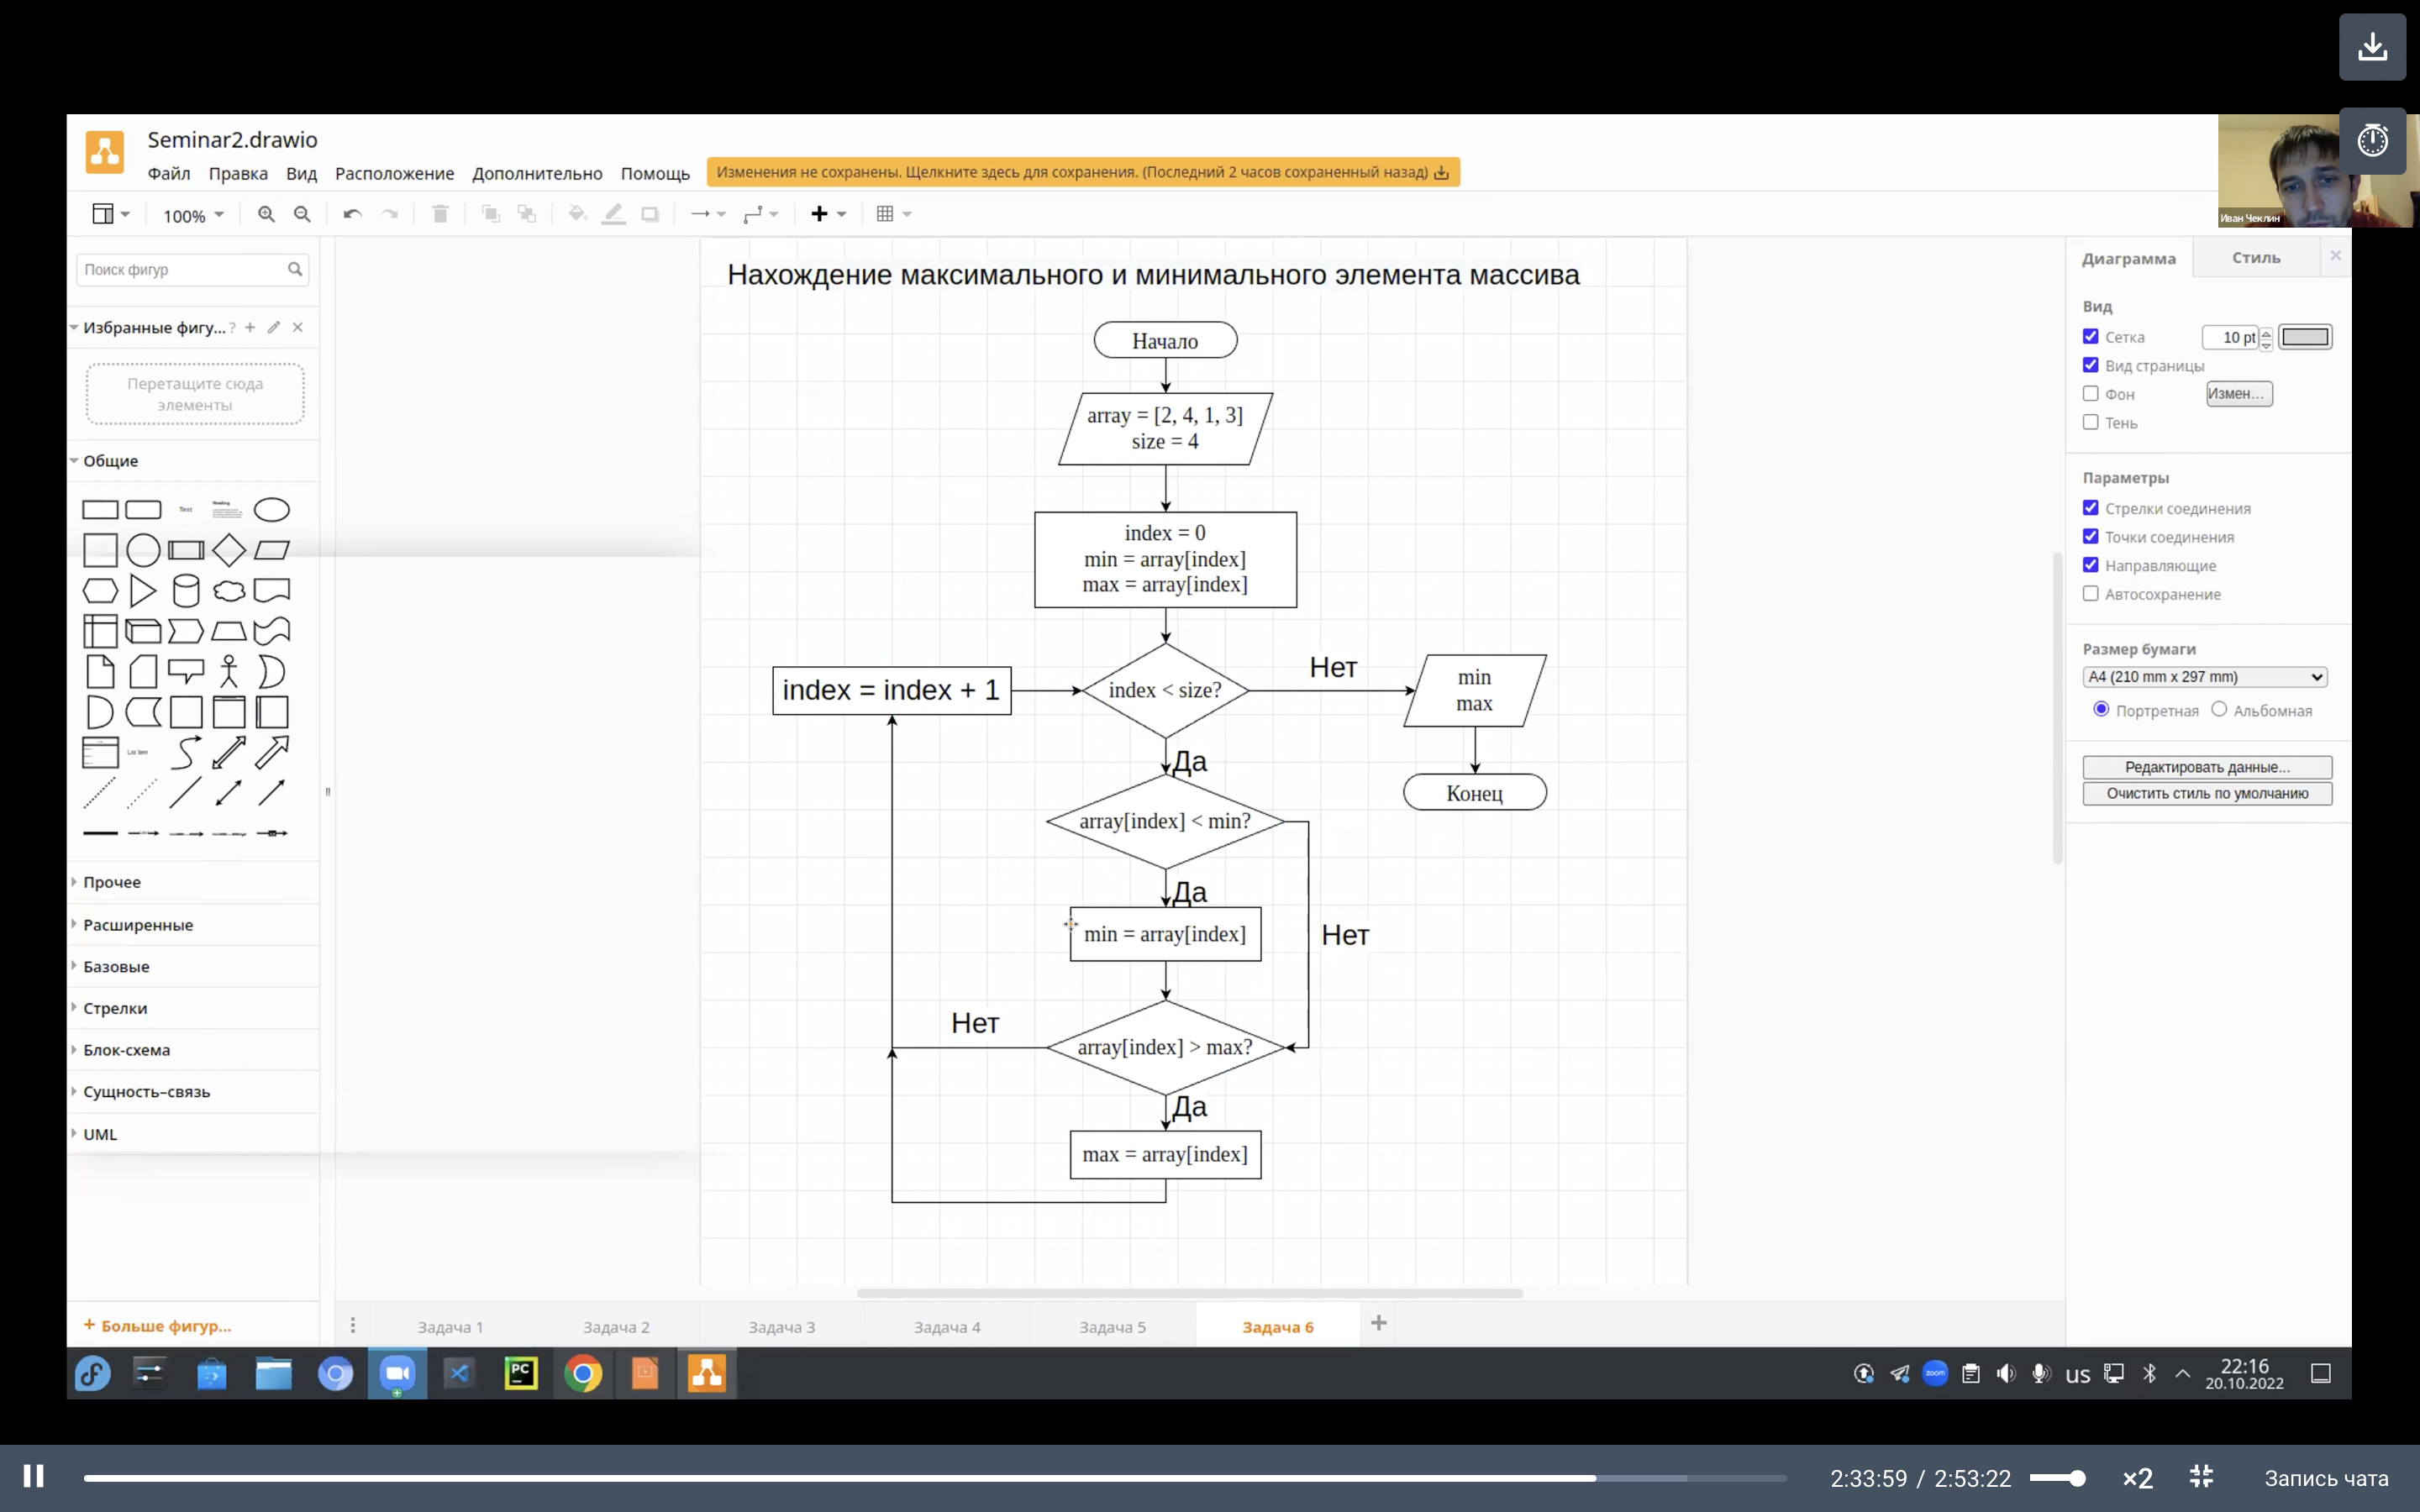 Seminar2.drawio
Файл Правка Вид Расположение Дополнительно Помощь
Изменения не сохранены. Щелкните здесь для сохранения. (Последний 2 часов сохраненный назад)
Иван Чеклин
100%
Поиск фигур
Избранные фигу... ?
Перетащите сюда
элементы
Общие
Text
Heading
List Item
Прочее
Расширенные
Базовые
Стрелки
Блок-схема
Сущность–связь
UML
+ Больше фигур...
Нахождение максимального и минимального элемента массива
Начало
array = [2, 4, 1, 3]
size = 4
index = 0
min = array[index]
max = array[index]
index = index + 1
index < size?
Нет
min
max
Да
Конец
array[index] < min?
Да
min = array[index]
Нет
Нет
array[index] > max?
Да
max = array[index]
Диаграмма
Стиль
Вид
Сетка
10 pt
Вид страницы
Фон
Измен...
Тень
Параметры
Стрелки соединения
Точки соединения
Направляющие
Автосохранение
Размер бумаги
A4 (210 mm x 297 mm)
Портретная
Альбомная
Редактировать данные...
Очистить стиль по умолчанию
Задача 1
Задача 2
Задача 3
Задача 4
Задача 5
Задача 6
PC
zoom
us
22:16
20.10.2022
2:33:59 / 2:53:22
×2
Запись чата